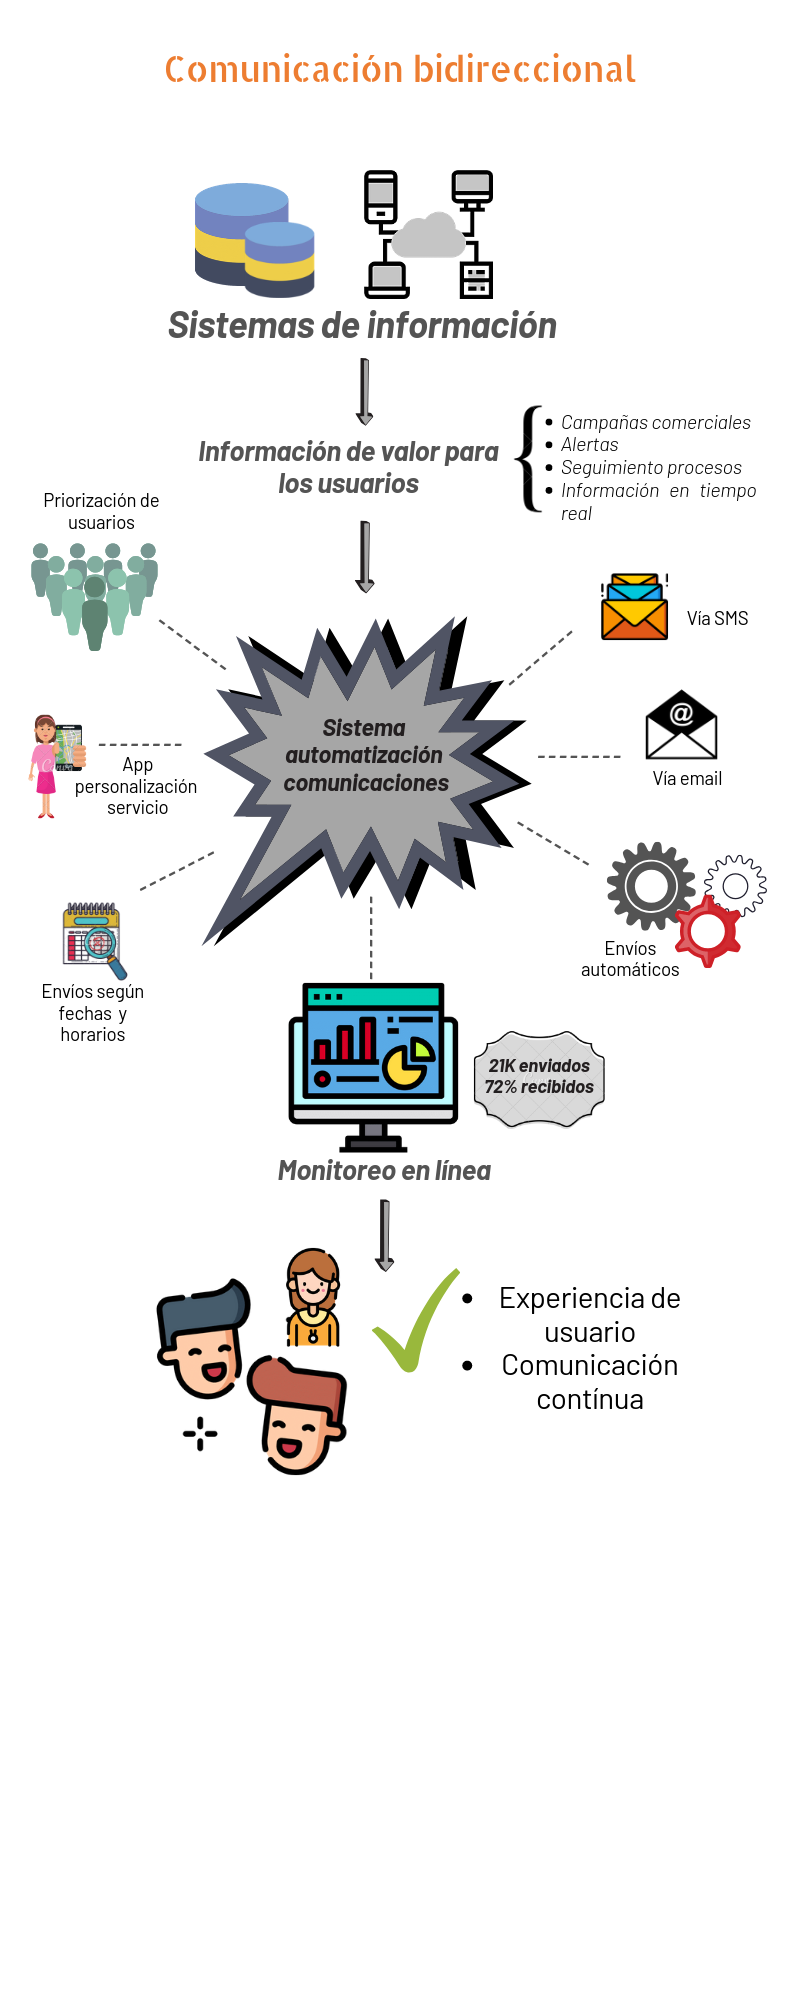 Comunicación bidireccional
Sistemas de información
Información de valor para
los usuarios
Campañas comerciales
Alertas
Seguimiento procesos
Información en tiempo
real
Priorización de
usuarios
Vía SMS
Sistema
automatización
comunicaciones
@
Vía email
App
personalización
servicio
Envíos
automáticos
Envíos según
fechas y
horarios
21K enviados
72% recibidos
Monitoreo en línea
Experiencia de
usuario
Comunicación
contínua